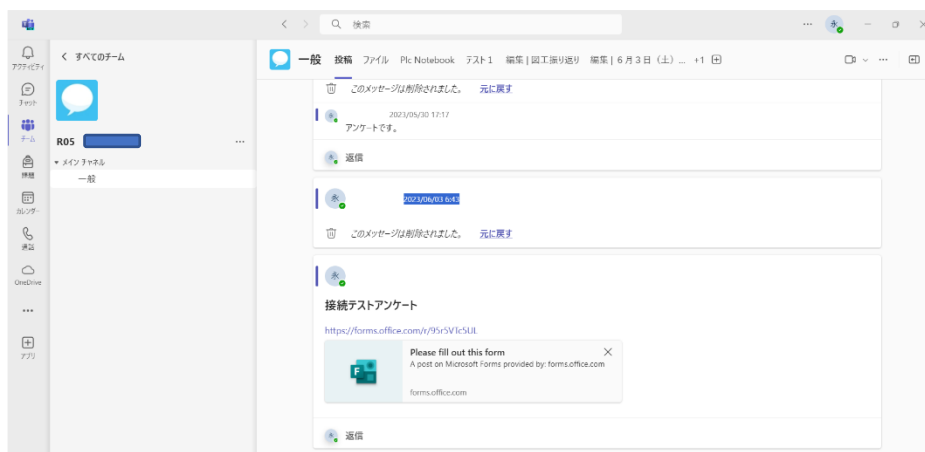 検索
アクティビティ
チャット
チーム
課題
カレンダー
通話
OneDrive
アプリ
すべてのチーム
R05
メイン チャネル
一般
一般 投稿 ファイル Plc Notebook テスト1 編集 | 図工振り返り 編集 | 6月3日（土）... +1
このメッセージは削除されました。 元に戻す
永 2023/05/30 17:17
アンケートです。
永 返信
永 2023/06/03 6:43
このメッセージは削除されました。 元に戻す
永
接続テストアンケート
https://forms.office.com/r/95r5VTc5UL
Please fill out this form
A post on Microsoft Forms provided by: forms.office.com
forms.office.com
永 返信